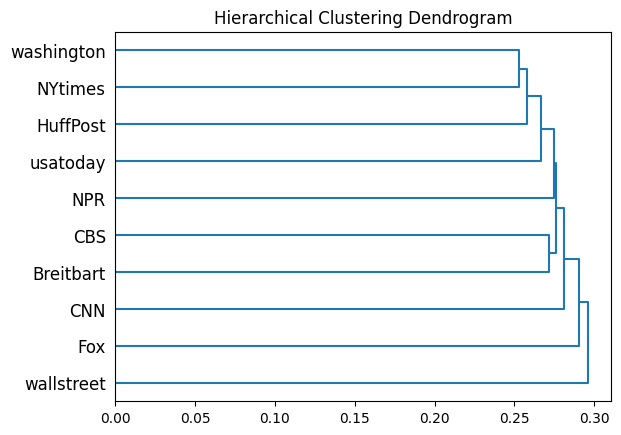 Hierarchical Clustering Dendrogram
washington
NYtimes
HuffPost
usatoday
NPR
CBS
Breitbart
CNN
Fox
wallstreet
0.00 0.05 0.10 0.15 0.20 0.25 0.30